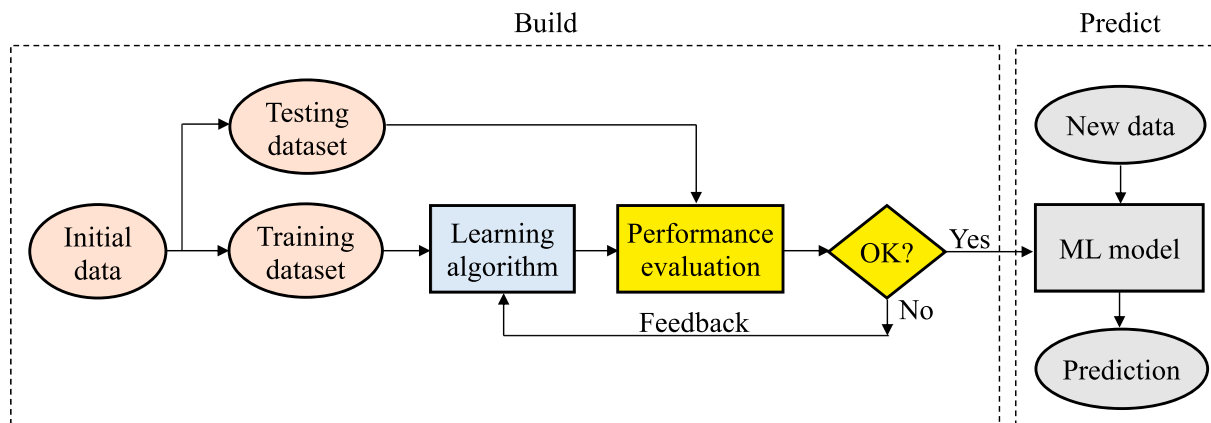 Build
Predict
Testing
dataset
New data
Initial
data
Training
dataset
Learning
algorithm
Performance
evaluation
OK?
Yes
ML model
No
Feedback
Prediction